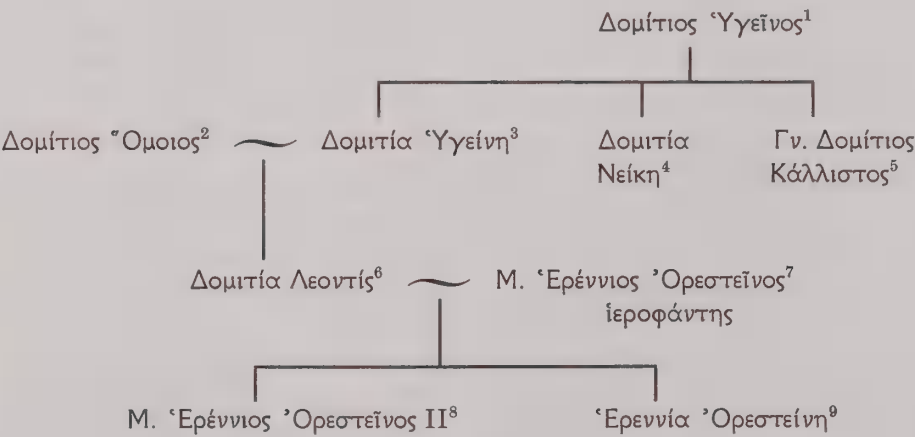 Δομίτιος Ὑγεῖνος¹
Δομίτιος Ὅμοιος² Δομιτία Ὑγείνη³ Δομιτία Γν. Δομίτιος
Νείκη⁴ Κάλλιστος⁵
Δομιτία Λεοντίς⁶ Μ. Ἑρέννιος Ὀρεστεῖνος⁷
ἱεροφάντης
Μ. Ἑρέννιος Ὀρεστεῖνος II⁸ Ἑρεννία Ὀρεστείνη⁹